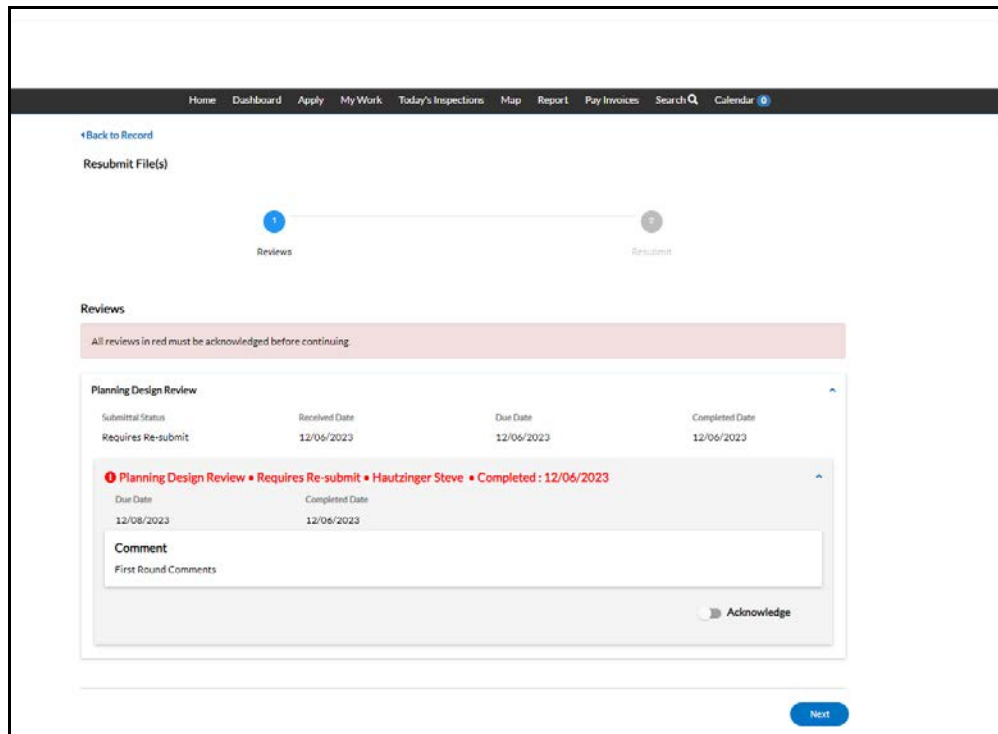 Home Dashboard Apply My Work Today's Inspections Map Report Pay Invoices Search Calendar 0
Back to Record
Resubmit File(s)
1 2
Reviews Resubmit
Reviews
All reviews in red must be acknowledged before continuing.
Planning Design Review
Submittal Status Received Date Due Date Completed Date
Requires Re-submit 12/06/2023 12/06/2023 12/06/2023
Planning Design Review • Requires Re-submit • Hautzinger Steve • Completed : 12/06/2023
Due Date Completed Date
12/08/2023 12/06/2023
Comment
First Round Comments
Acknowledge
Next